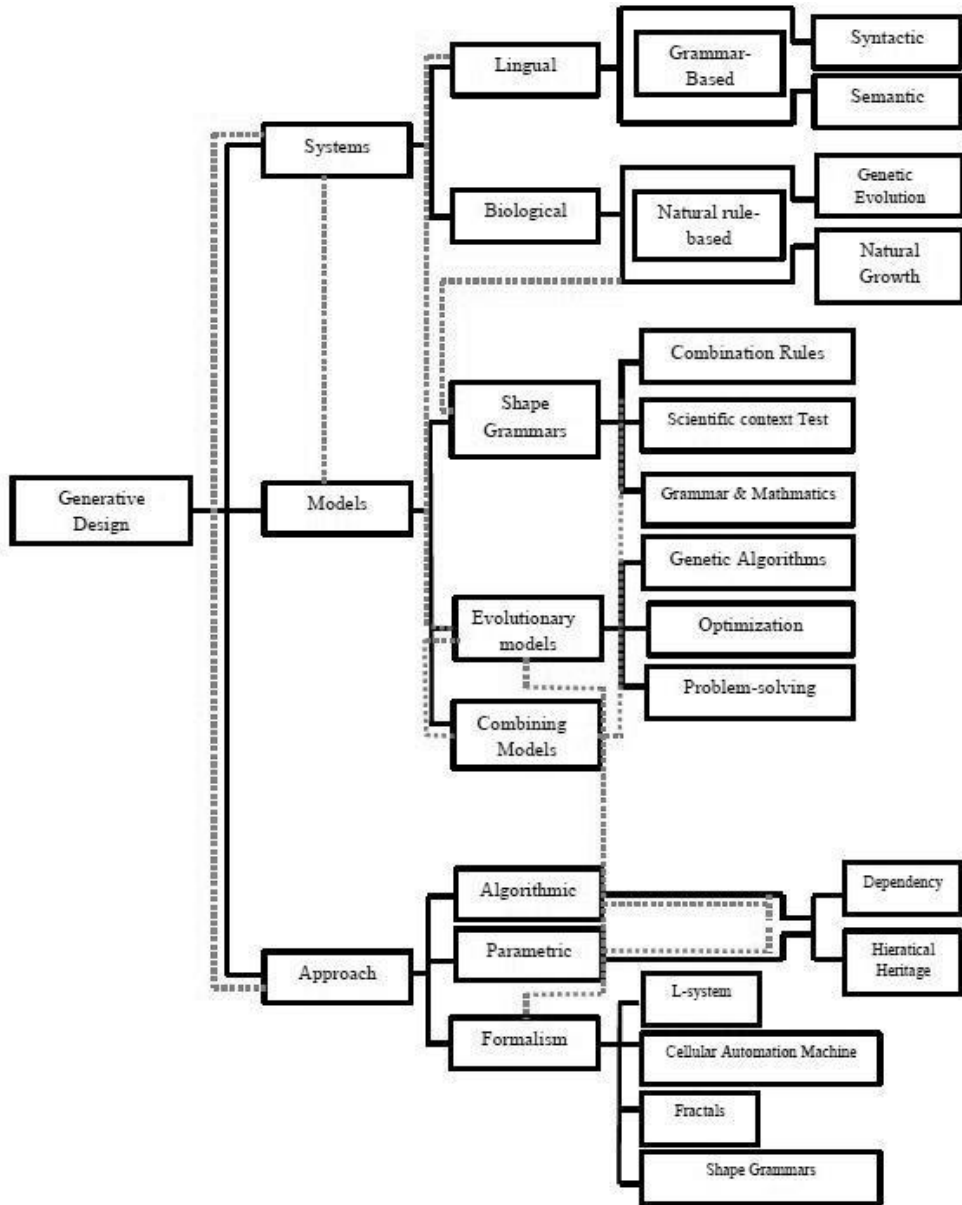 Lingual
Grammar-
Based
Syntactic
Semantic
Systems
Biological
Natural rule-
based
Genetic
Evolution
Natural
Growth
Generative
Design
Models
Shape
Grammars
Combination Rules
Scientific context Test
Grammar & Mathmatics
Evolutionary
models
Genetic Algorithms
Optimization
Problem-solving
Combining
Models
Approach
Algorithmic
Parametric
Dependency
Hieratical
Heritage
Formalism
L-system
Cellular Automation Machine
Fractals
Shape Grammars